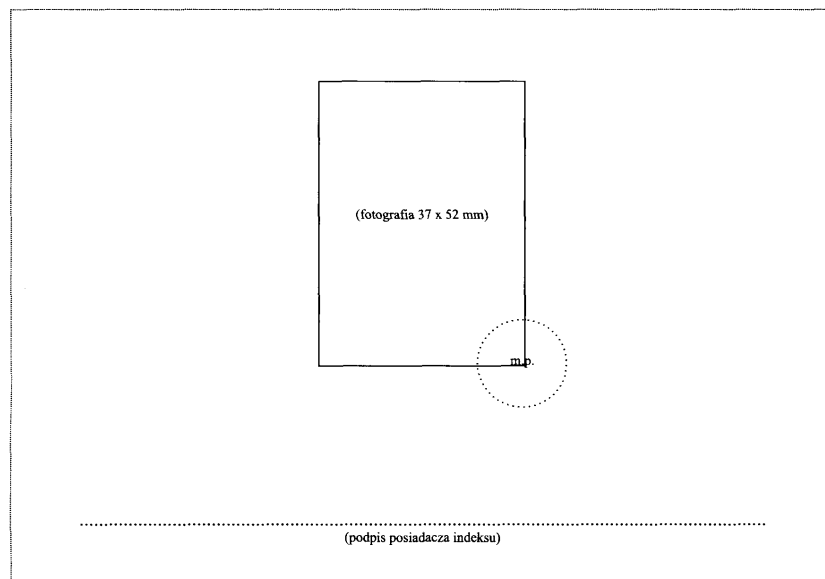 (fotografia 37 x 52 mm)
m.p.
(podpis posiadacza indeksu)